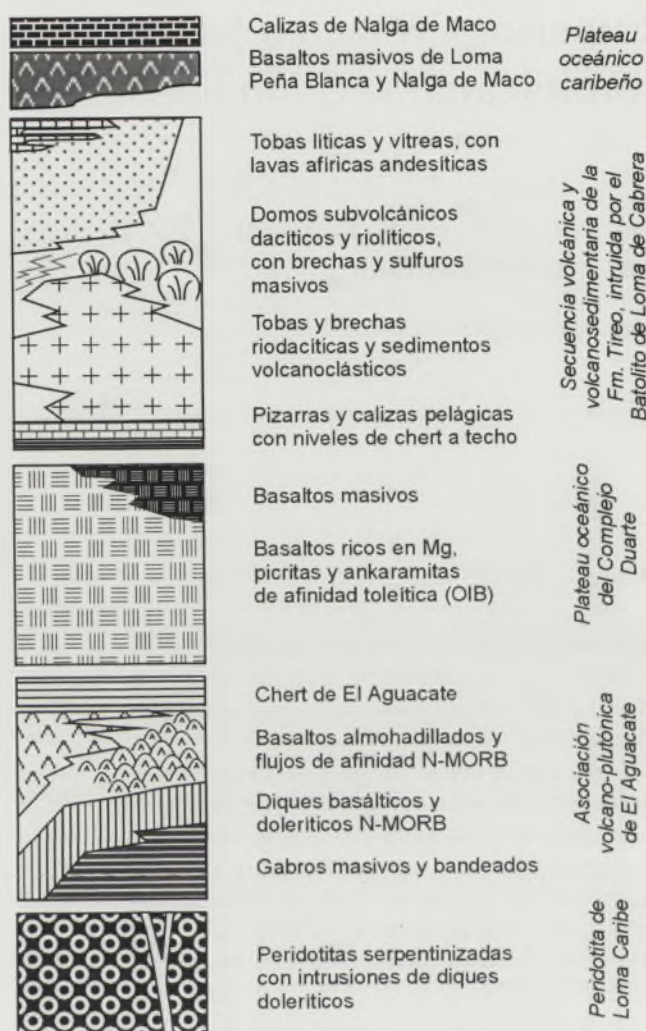 Calizas de Nalga de Maco
Basaltos masivos de Loma
Peña Blanca y Nalga de Maco
Plateau
oceánico
caribeño
Tobas líticas y vitreas, con
lavas afiricas andesíticas
Domos subvolcánicos
dacíticos y riolíticos,
con brechas y sulfuros
masivos
Tobas y brechas
riodacíticas y sedimentos
volcanoclásticos
Pizarras y calizas pelágicas
con niveles de chert a techo
Secuencia volcánica y
volcanosedimentaria de la
Fm. Tireo, intruida por el
Batolito de Loma de Cabrera
Basaltos masivos
Basaltos ricos en Mg,
picritas y ankaramitas
de afinidad toleítica (OIB)
Plateau oceánico
del Complejo
Duarte
Chert de El Aguacate
Basaltos almohadillados y
flujos de afinidad N-MORB
Diques basálticos y
doleriticos N-MORB
Gabros masivos y bandeados
Asociación
volcano-plutónica
de El Aguacate
Peridotitas serpentinizadas
con intrusiones de diques
doleriticos
Peridotita de
Loma Caribe